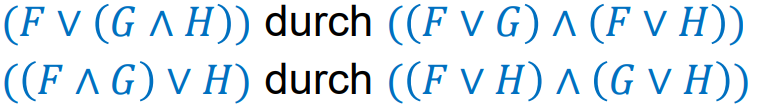 (F ∨ (G ∧ H)) durch ((F ∨ G) ∧ (F ∨ H))
((F ∧ G) ∨ H) durch ((F ∨ H) ∧ (G ∨ H))